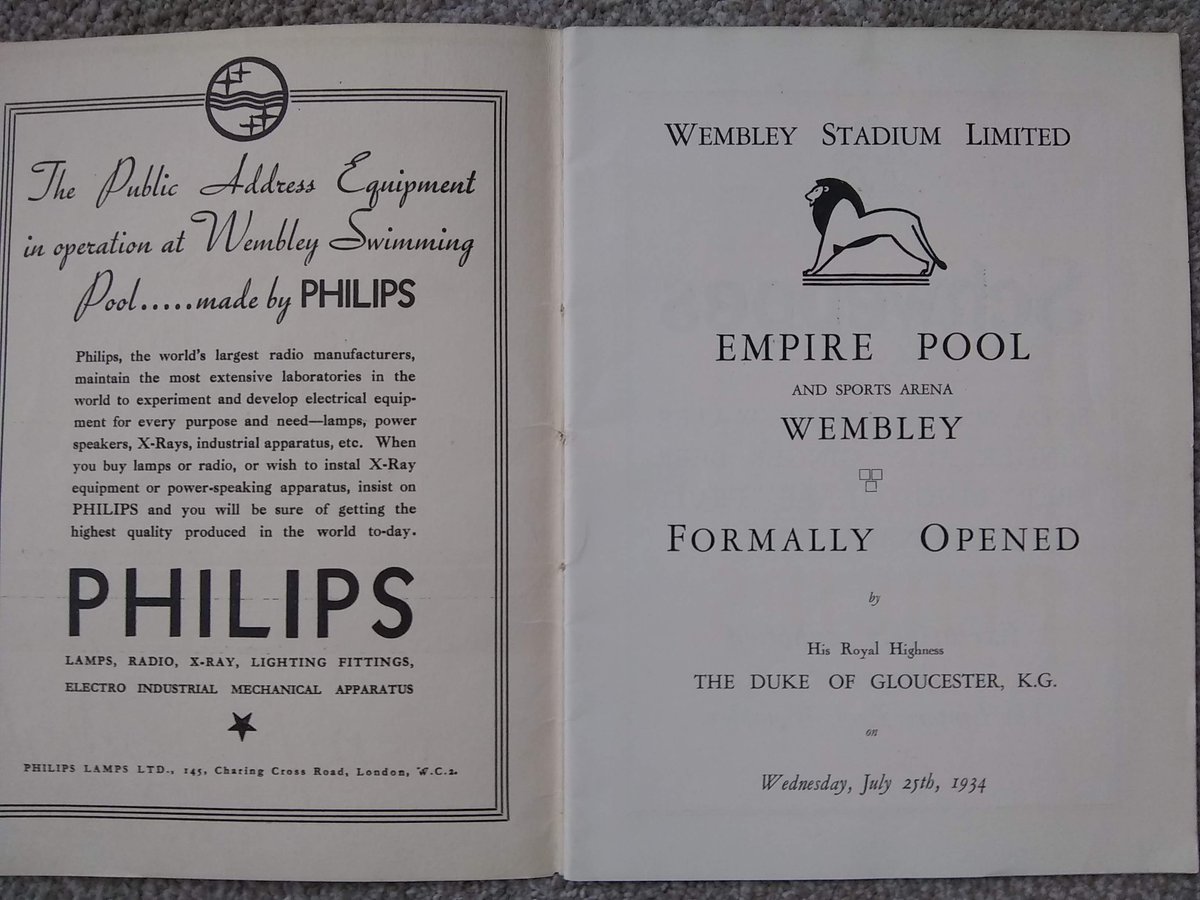 The Public Address Equipment
in operation at Wembley Swimming
Pool.....made by PHILIPS
Philips, the world's largest radio manufacturers,
maintain the most extensive laboratories in the
world to experiment and develop electrical equip-
ment for every purpose and need—lamps, power
speakers, X-Rays, industrial apparatus, etc. When
you buy lamps or radio, or wish to instal X-Ray
equipment or power-speaking apparatus, insist on
PHILIPS and you will be sure of getting the
highest quality produced in the world to-day.
PHILIPS
LAMPS, RADIO, X-RAY, LIGHTING FITTINGS,
ELECTRO INDUSTRIAL MECHANICAL APPARATUS
PHILIPS LAMPS LTD., 145, Charing Cross Road, London, W.C.2.
WEMBLEY STADIUM LIMITED
EMPIRE POOL
AND SPORTS ARENA
WEMBLEY
FORMALLY OPENED
by
His Royal Highness
THE DUKE OF GLOUCESTER, K.G.
on
Wednesday, July 25th, 1934